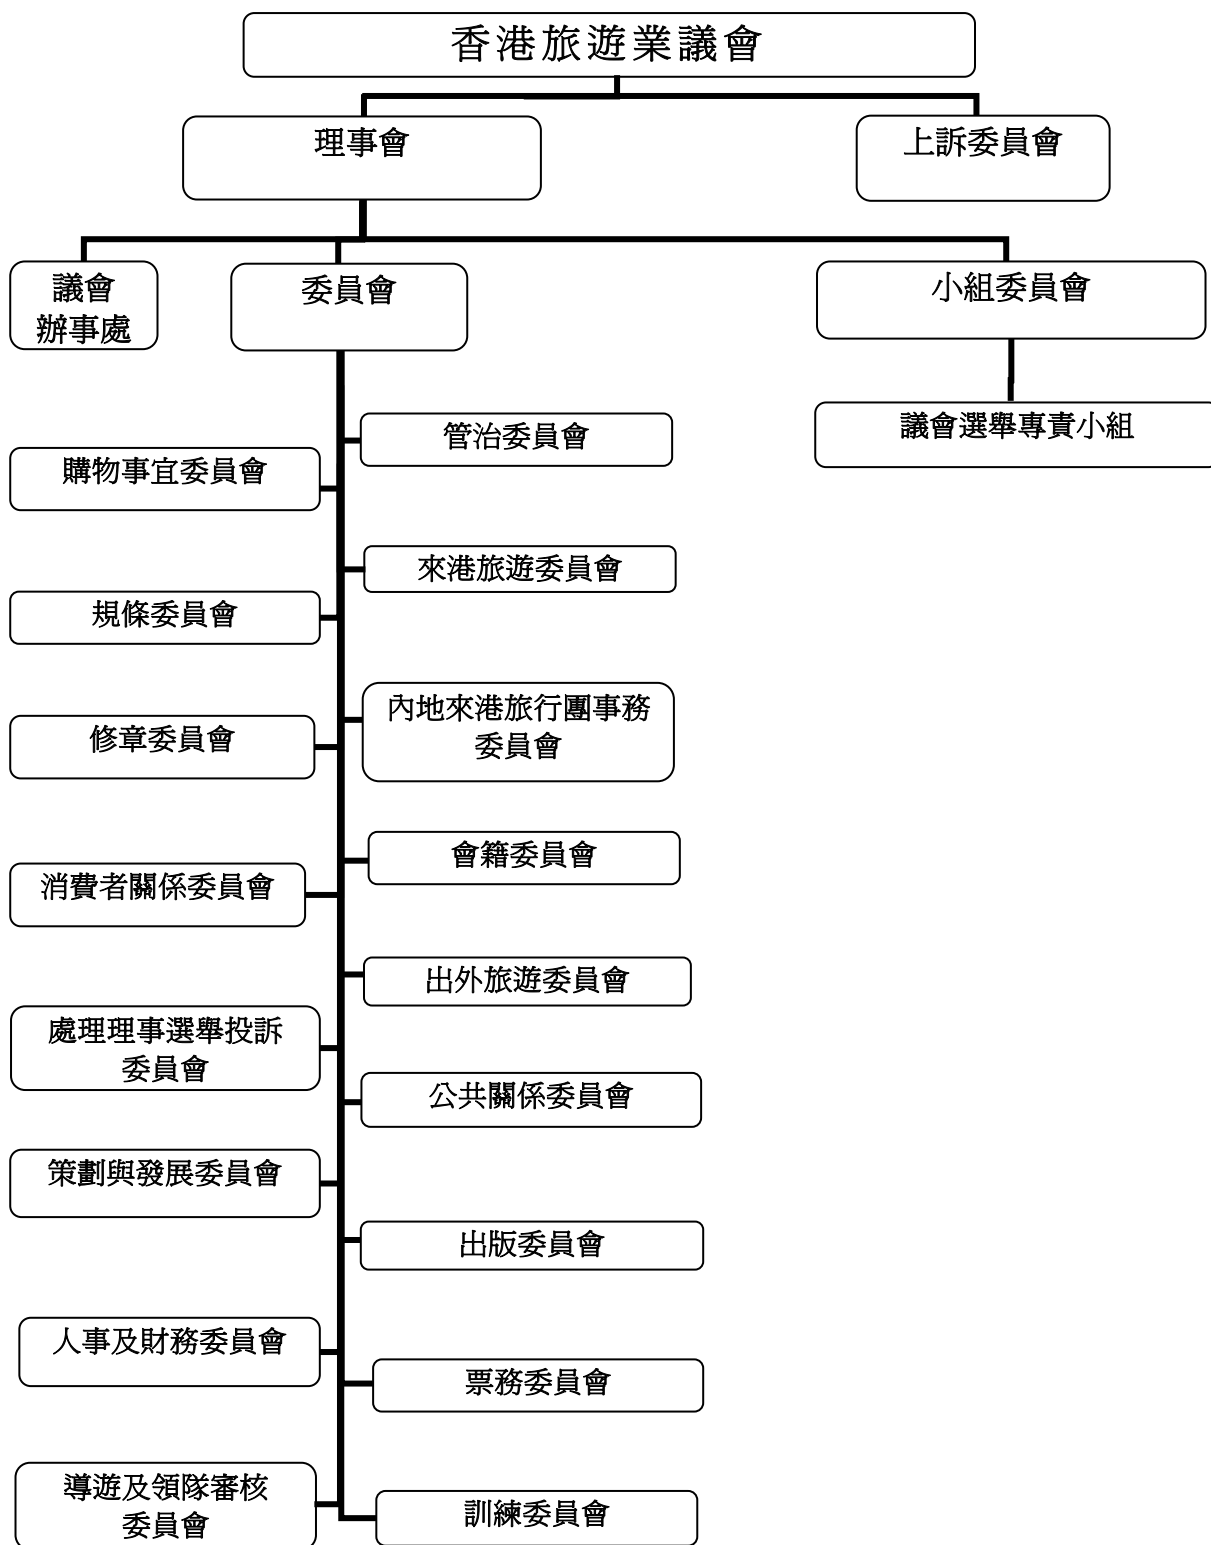 香港旅遊業議會
理事會
上訴委員會
議會
辦事處
委員會
小組委員會
議會選舉專責小組
管治委員會
購物事宜委員會
來港旅遊委員會
規條委員會
內地來港旅行團事務
委員會
修章委員會
會籍委員會
消費者關係委員會
出外旅遊委員會
處理理事選舉投訴
委員會
公共關係委員會
策劃與發展委員會
出版委員會
人事及財務委員會
票務委員會
導遊及領隊審核
委員會
訓練委員會